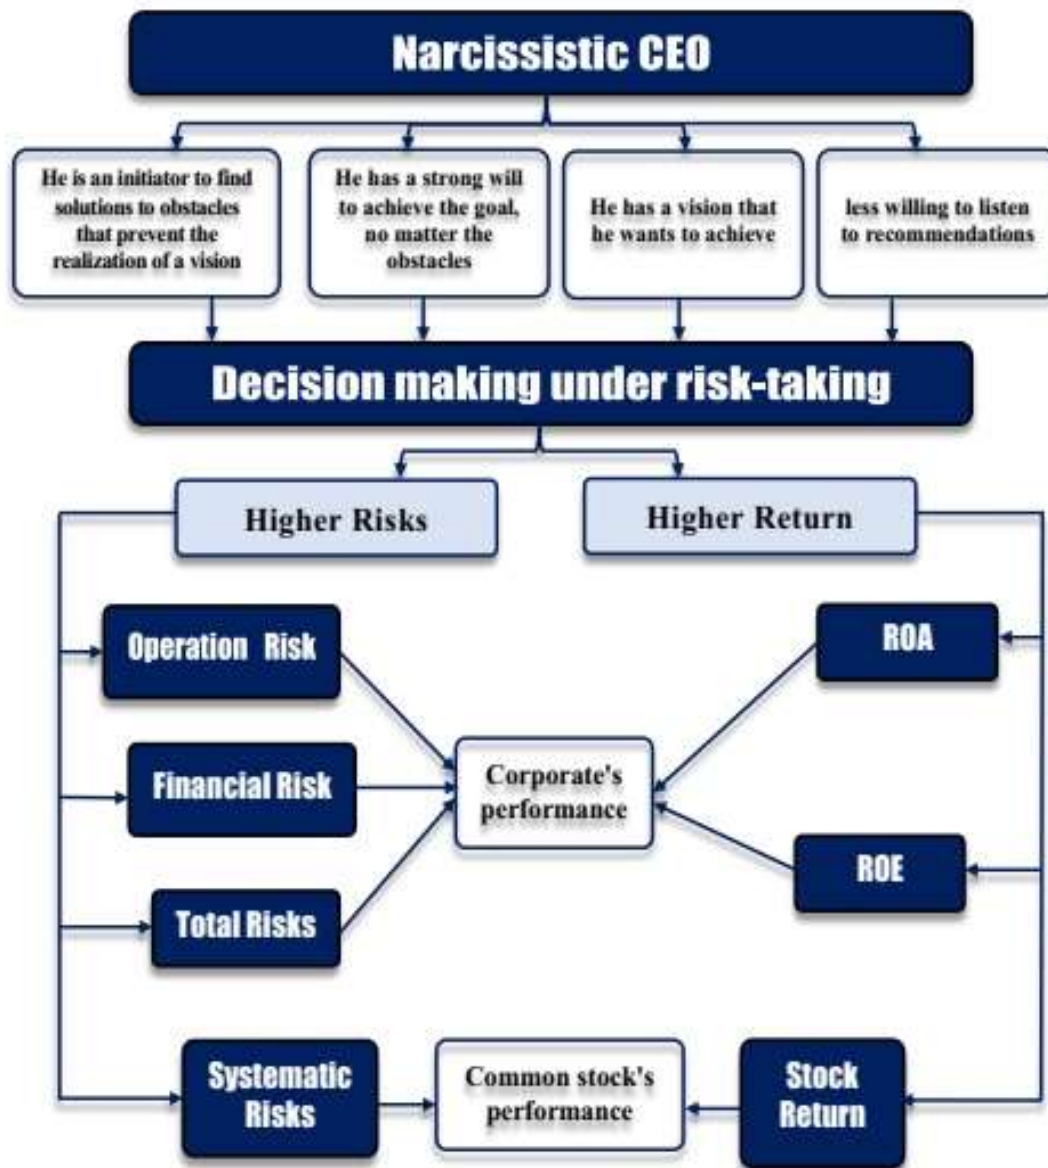 Narcissistic CEO
He is an initiator to find
solutions to obstacles
that prevent the
realization of a vision
He has a strong will
to achieve the goal,
no matter the
obstacles
He has a vision that
he wants to achieve
less willing to listen
to recommendations
Decision making under risk-taking
Higher Risks
Higher Return
Operation Risk
ROA
Financial Risk
Corporate's
performance
ROE
Total Risks
Systematic
Risks
Common stock's
performance
Stock
Return